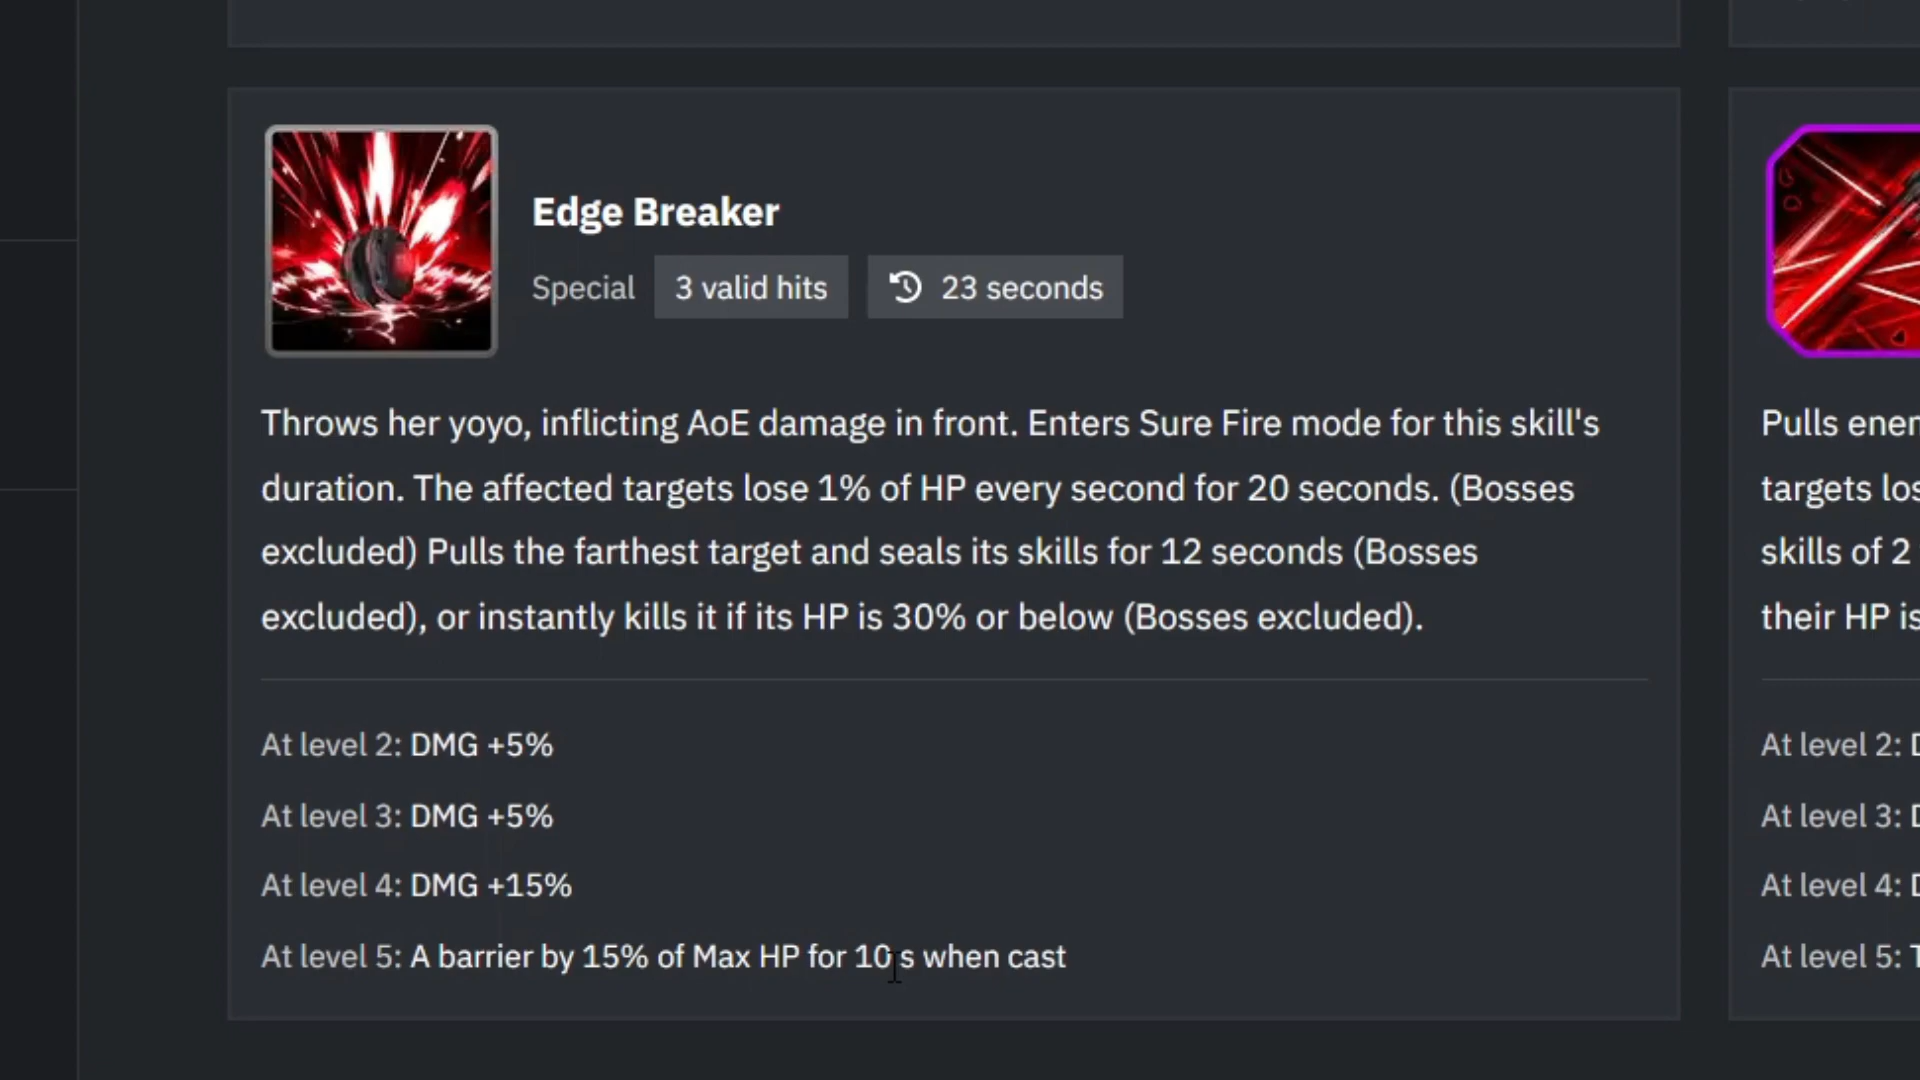 Edge Breaker
Special 3 valid hits 23 seconds
Throws her yoyo, inflicting AoE damage in front. Enters Sure Fire mode for this skill's
duration. The affected targets lose 1% of HP every second for 20 seconds. (Bosses
excluded) Pulls the farthest target and seals its skills for 12 seconds (Bosses
excluded), or instantly kills it if its HP is 30% or below (Bosses excluded).
At level 2: DMG +5%
At level 3: DMG +5%
At level 4: DMG +15%
At level 5: A barrier by 15% of Max HP for 10 s when cast
Pulls
targets
skills of 2
their HP
At level 2:
At level 3:
At level 4:
At level 5: